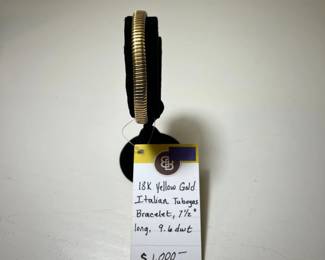 18K Yellow Gold
Italian Tubogas
Bracelet, 7½"
long, 9.6 dwt
$1,000—